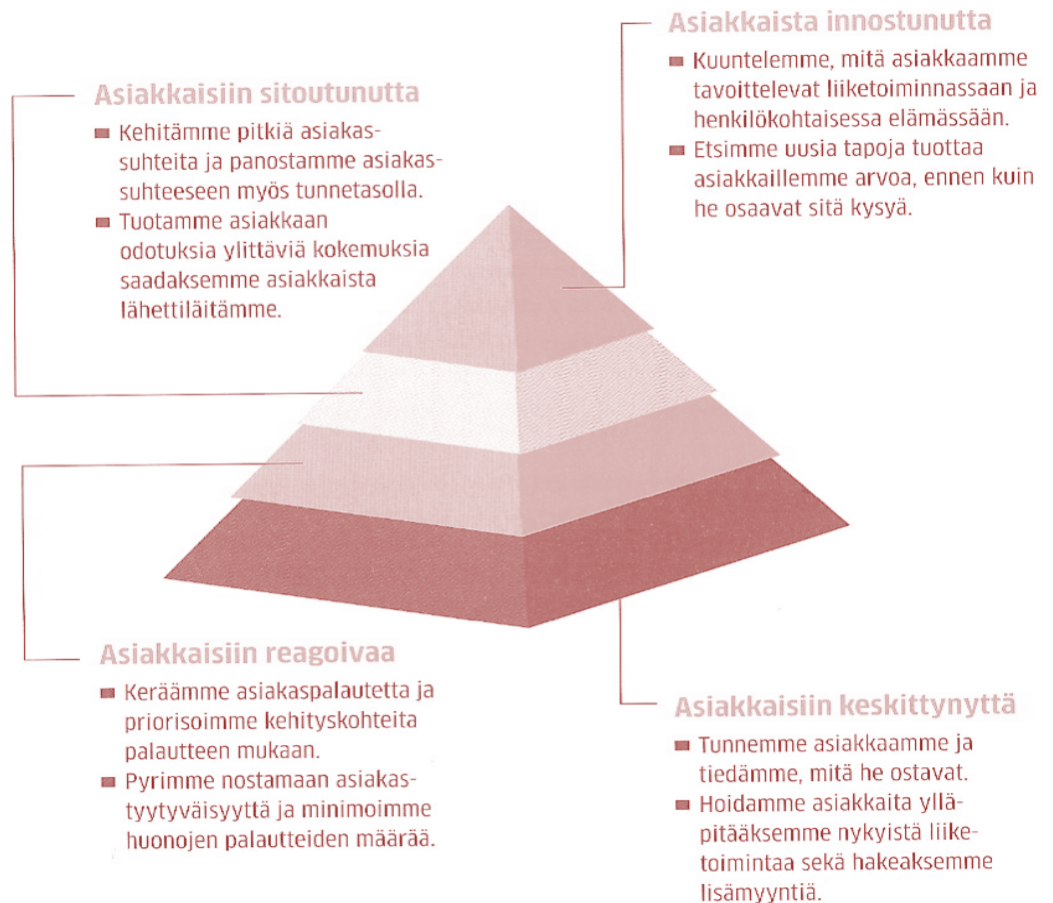 Asiakkaista innostunutta
■ Kuuntelemme, mitä asiakkaamme
tavoittelevat liiketoiminnassaan ja
henkilökohtaisessa elämässään.
■ Etsimme uusia tapoja tuottaa
asiakkaillemme arvoa, ennen kuin
he osaavat sitä kysyä.
Asiakkaisiin sitoutunutta
■ Kehitämme pitkiä asiakas-
suhteita ja panostamme asiakas-
suhteeseen myös tunnetasolla.
■ Tuotamme asiakkaan
odotuksia ylittäviä kokemuksia
saadaksemme asiakkaista
lähettiläitämme.
Asiakkaisiin reagoivaa
■ Keräämme asiakaspalautetta ja
priorisoimme kehityskohteita
palautteen mukaan.
■ Pyrimme nostamaan asiakas-
tyytyväisyyttä ja minimoimme
huonojen palautteiden määrää.
Asiakkaisiin keskittynyttä
■ Tunnemme asiakkaamme ja
tiedämme, mitä he ostavat.
■ Hoidamme asiakkaita yllä-
pitääksemme nykyistä liike-
toimintaa sekä hakeaksemme
lisämyyntiä.